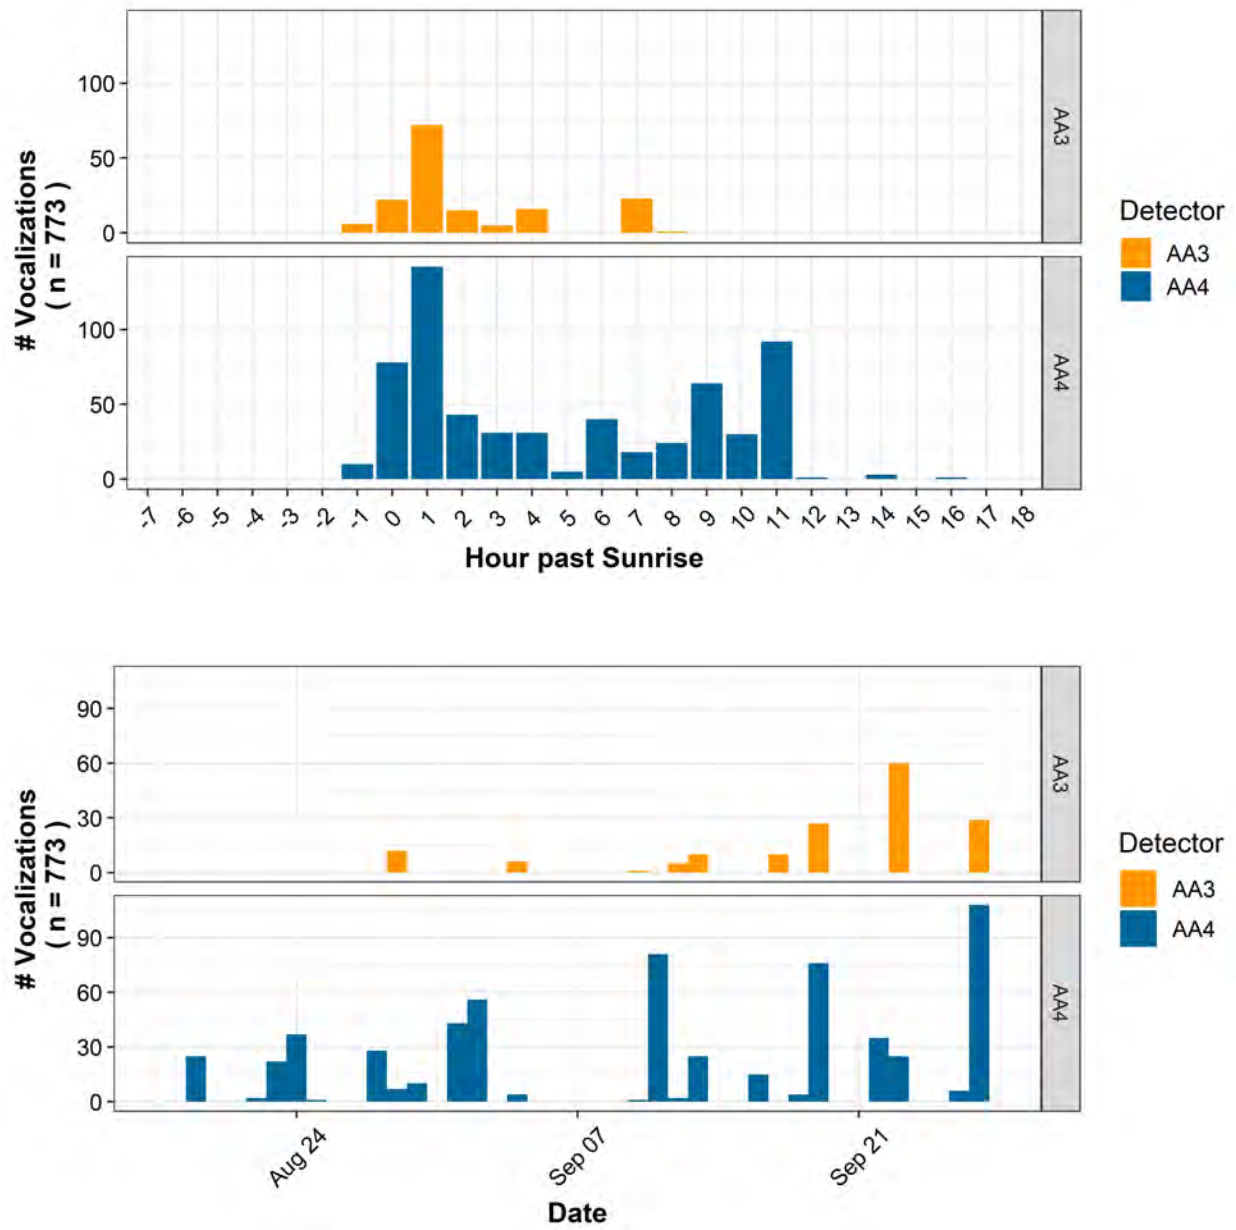 100
50
0
AA3
100
50
0
AA4
# Vocalizations
( n = 773 )
-7 -6 -5 -4 -3 -2 -1 0 1 2 3 4 5 6 7 8 9 10 11 12 13 14 15 16 17 18
Hour past Sunrise
Detector
AA3
AA4
90
60
30
0
AA3
90
60
30
0
AA4
# Vocalizations
( n = 773 )
Aug 24 Sep 07 Sep 21
Date
Detector
AA3
AA4